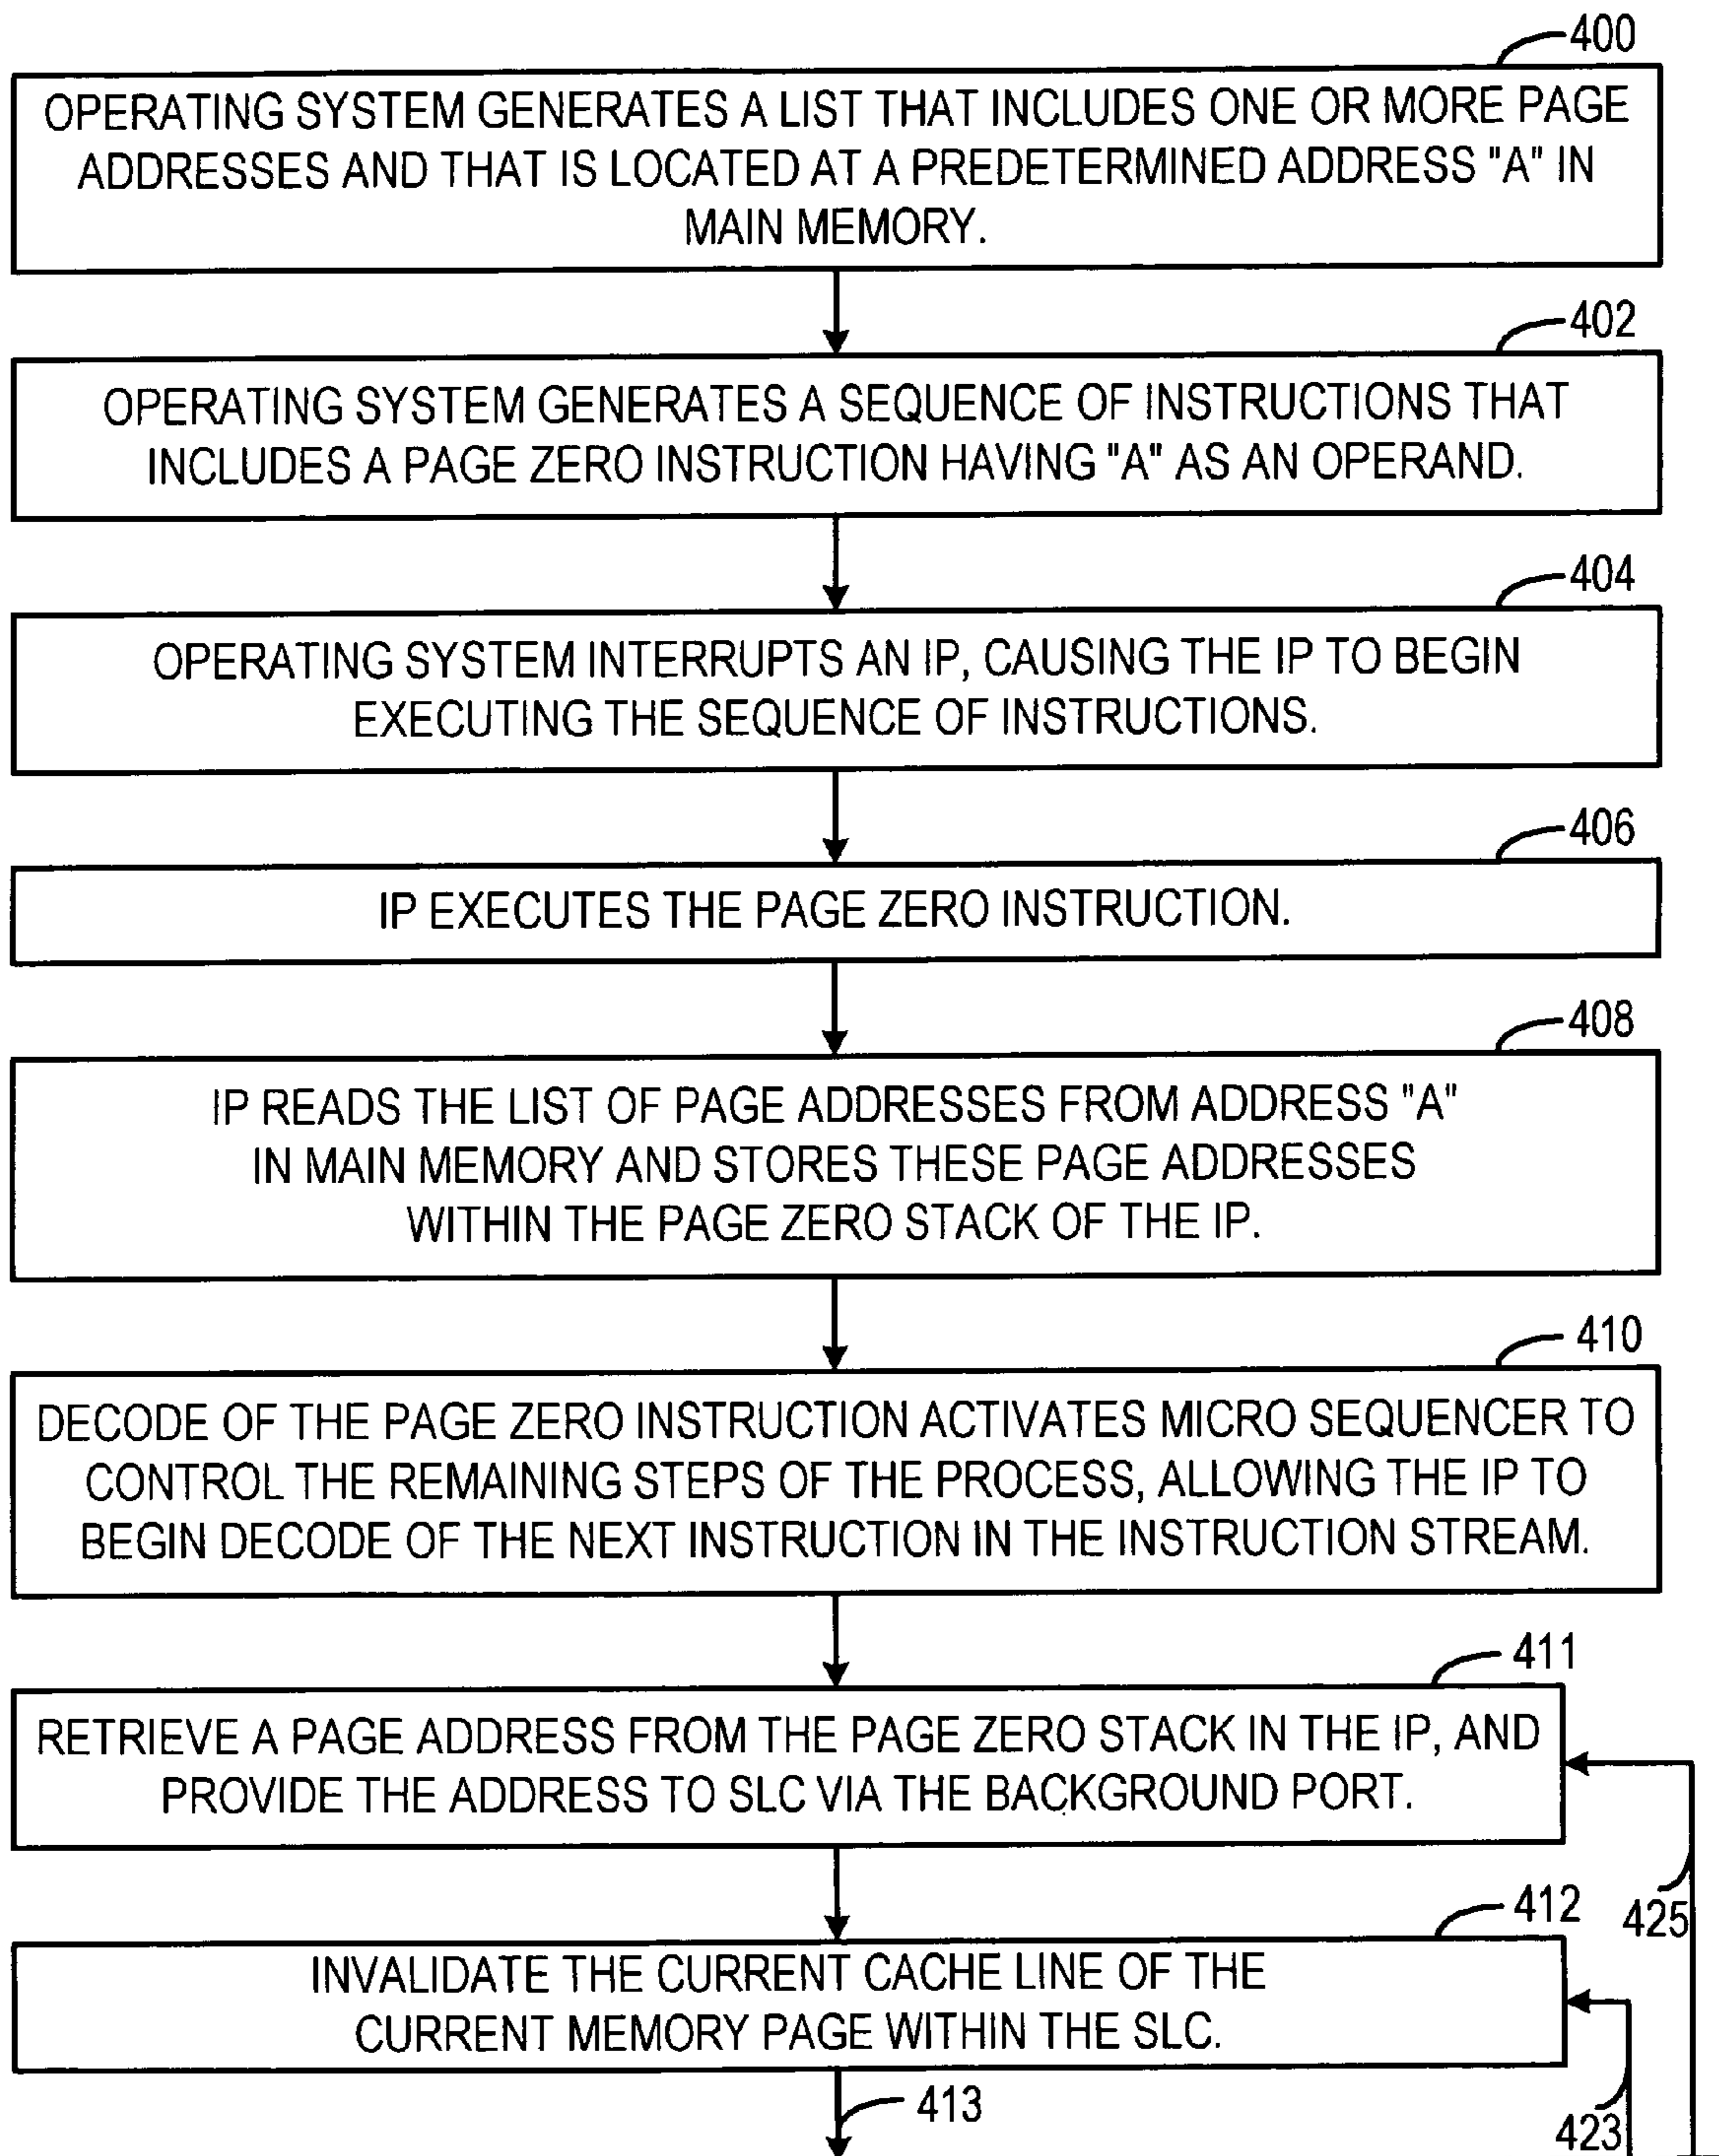 400
OPERATING SYSTEM GENERATES A LIST THAT INCLUDES ONE OR MORE PAGE
ADDRESSES AND THAT IS LOCATED AT A PREDETERMINED ADDRESS "A" IN
MAIN MEMORY.
402
OPERATING SYSTEM GENERATES A SEQUENCE OF INSTRUCTIONS THAT
INCLUDES A PAGE ZERO INSTRUCTION HAVING "A" AS AN OPERAND.
404
OPERATING SYSTEM INTERRUPTS AN IP, CAUSING THE IP TO BEGIN
EXECUTING THE SEQUENCE OF INSTRUCTIONS.
406
IP EXECUTES THE PAGE ZERO INSTRUCTION.
408
IP READS THE LIST OF PAGE ADDRESSES FROM ADDRESS "A"
IN MAIN MEMORY AND STORES THESE PAGE ADDRESSES
WITHIN THE PAGE ZERO STACK OF THE IP.
410
DECODE OF THE PAGE ZERO INSTRUCTION ACTIVATES MICRO SEQUENCER TO
CONTROL THE REMAINING STEPS OF THE PROCESS, ALLOWING THE IP TO
BEGIN DECODE OF THE NEXT INSTRUCTION IN THE INSTRUCTION STREAM.
411
RETRIEVE A PAGE ADDRESS FROM THE PAGE ZERO STACK IN THE IP, AND
PROVIDE THE ADDRESS TO SLC VIA THE BACKGROUND PORT.
412
425
INVALIDATE THE CURRENT CACHE LINE OF THE
CURRENT MEMORY PAGE WITHIN THE SLC.
413
423